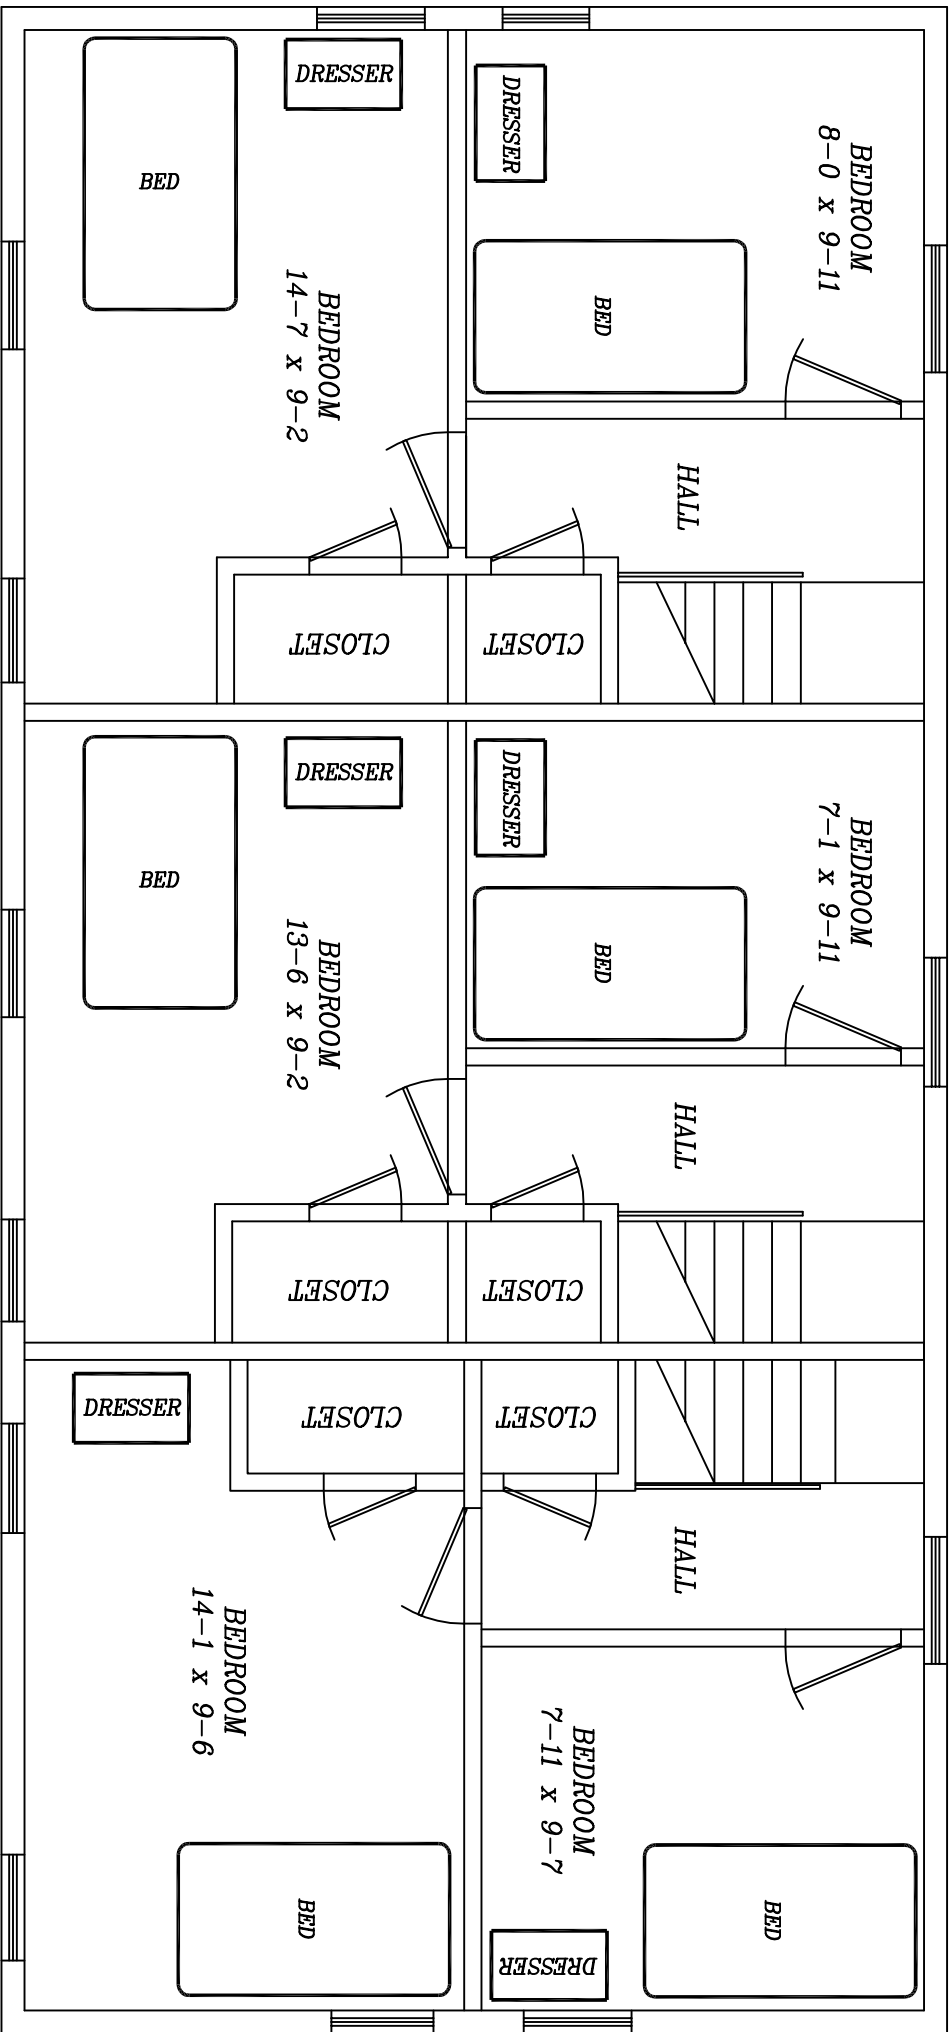 DRESSER
BED
BEDROOM
14-7 x 9-2
DRESSER
BEDROOM
8-0 x 9-11
BED
HALL
CLOSET
CLOSET
DRESSER
BED
BEDROOM
13-6 x 9-2
DRESSER
BEDROOM
7-1 x 9-11
BED
HALL
CLOSET
CLOSET
DRESSER
CLOSET
CLOSET
HALL
BEDROOM
14-1 x 9-6
BEDROOM
7-11 x 9-7
BED
BED
DRESSER